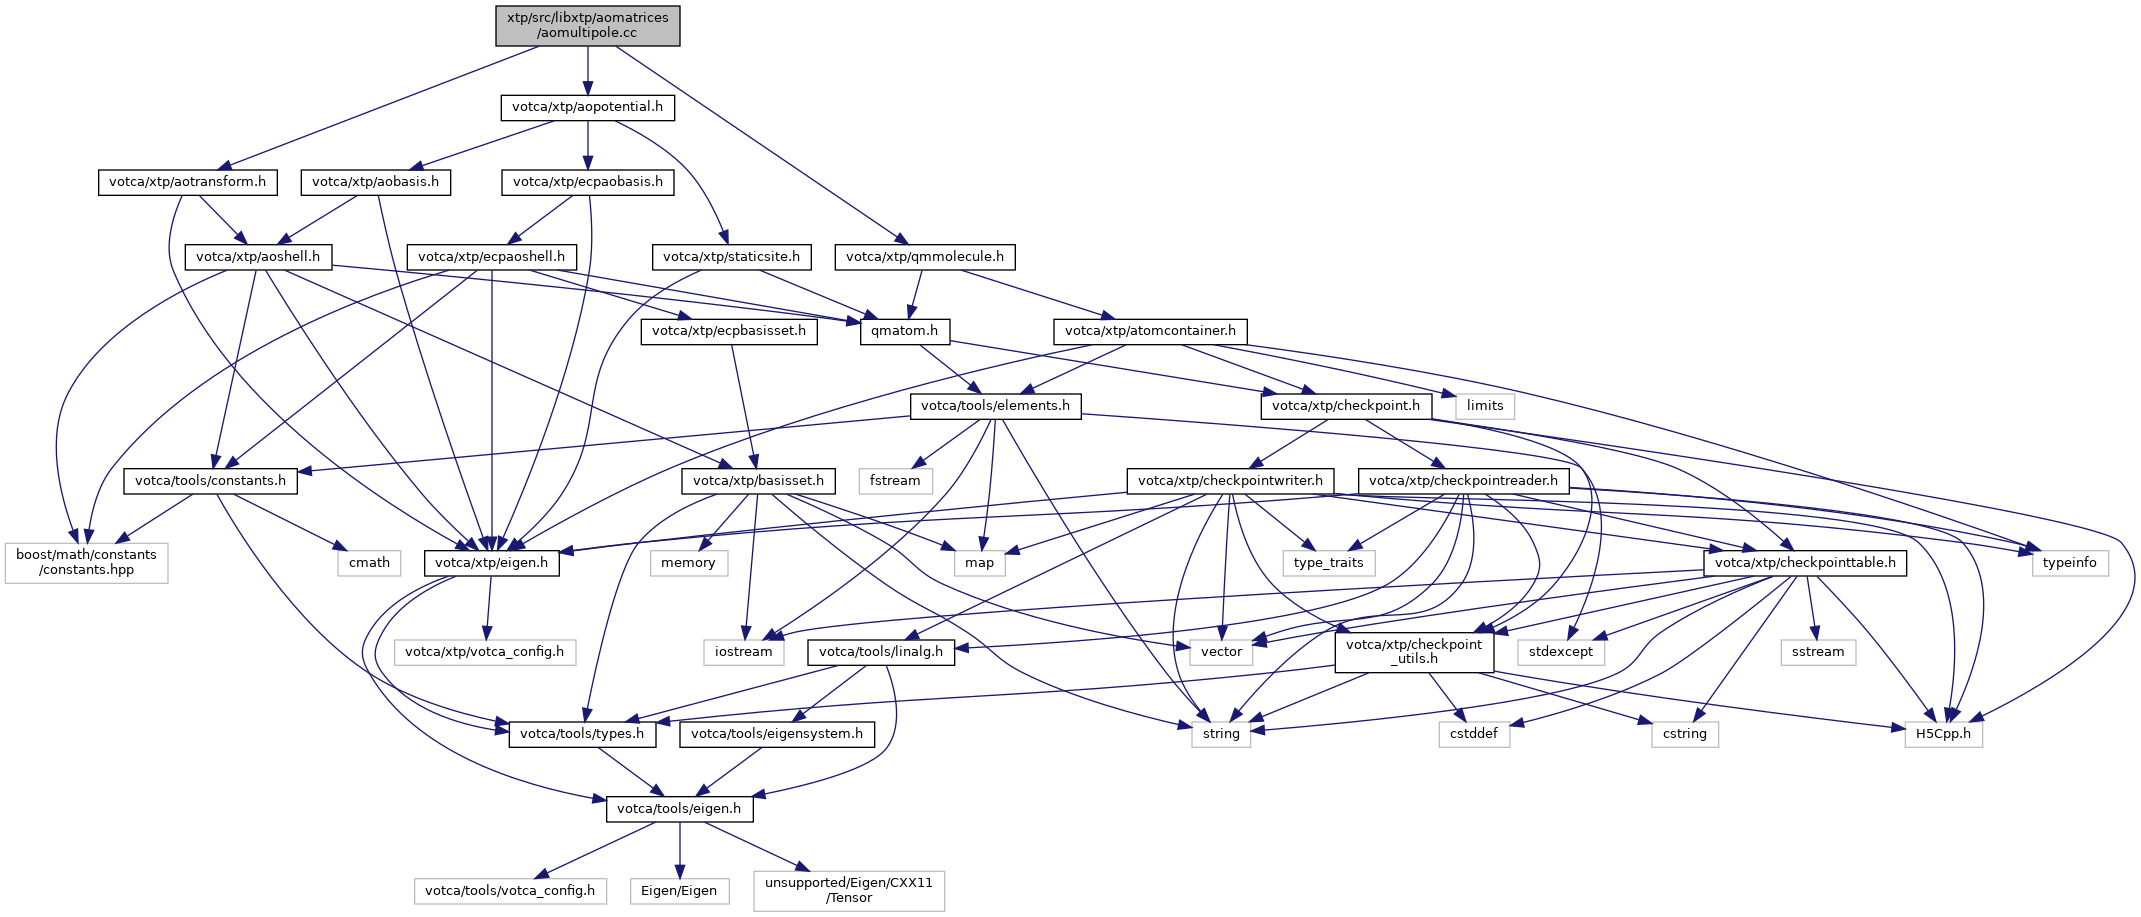 xtp/src/libxtp/aomatrices
/aomultipole.cc
votca/xtp/aopotential.h
votca/xtp/aotransform.h
votca/xtp/aobasis.h
votca/xtp/ecpaobasis.h
votca/xtp/aoshell.h
votca/xtp/ecpaoshell.h
votca/xtp/staticsite.h
votca/xtp/qmmolecule.h
votca/xtp/ecpbasisset.h
qmatom.h
votca/xtp/atomcontainer.h
votca/tools/elements.h
votca/xtp/checkpoint.h
limits
votca/tools/constants.h
votca/xtp/basisset.h
fstream
votca/xtp/checkpointwriter.h
votca/xtp/checkpointreader.h
boost/math/constants
/constants.hpp
cmath
votca/xtp/eigen.h
memory
map
type_traits
votca/xtp/checkpointtable.h
typeinfo
votca/xtp/votca_config.h
iostream
votca/tools/linalg.h
vector
votca/xtp/checkpoint
_utils.h
stdexcept
sstream
votca/tools/types.h
votca/tools/eigensystem.h
string
cstddef
cstring
H5Cpp.h
votca/tools/eigen.h
votca/tools/votca_config.h
Eigen/Eigen
unsupported/Eigen/CXX11
/Tensor